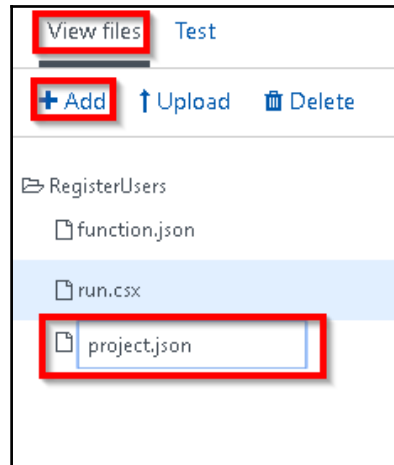 View files Test
+ Add Upload Delete
RegisterUsers
function.json
run.csx
project.json